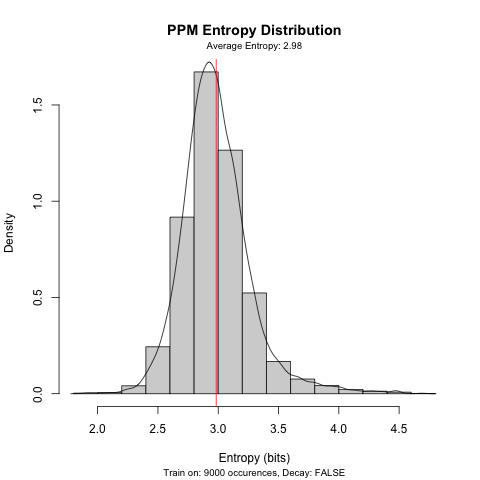 PPM Entropy Distribution
Average Entropy: 2.98
Density
1.5
1.0
0.5
0.0
2.0 2.5 3.0 3.5 4.0 4.5
Entropy (bits)
Train on: 9000 occurences, Decay: FALSE